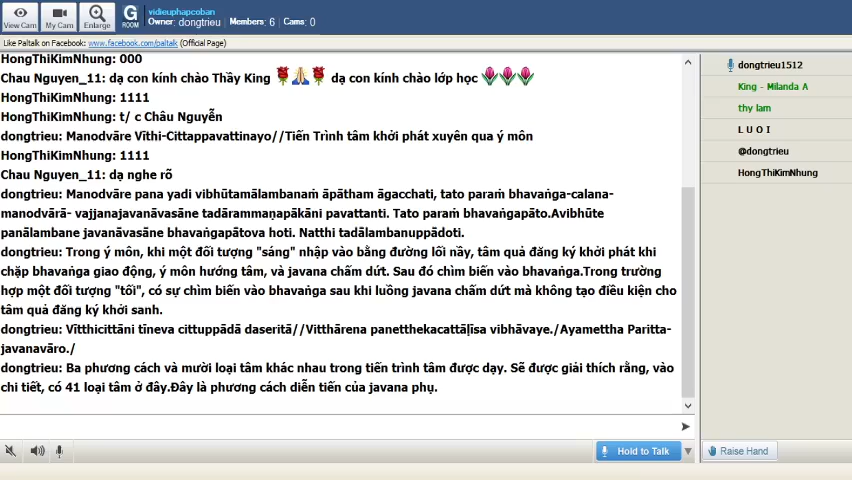 View Cam
My Cam
Enlarge
G
ROOM
vidieuphapcoban
Owner: dongtrieu Members: 6 Cams: 0
Like Paltalk on Facebook: www.facebook.com/paltalk (Official Page)
HongThiKimNhung: 000
Chau Nguyen_11: dạ con kính chào Thầy King 🌹🙏🌹 dạ con kính chào lớp học 🌷🌷🌷
HongThiKimNhung: 1111
HongThiKimNhung: t/ c Châu Nguyễn
dongtrieu: Manodvāre Vīthi-Cittappavattinayo//Tiến Trình tâm khởi phát xuyên qua ý môn
HongThiKimNhung: 1111
Chau Nguyen_11: dạ nghe rõ
dongtrieu: Manodvāre pana yadi vibhūtamālambanaṁ āpātham āgacchati, tato paraṁ bhavaṅga-calana-
manodvārā- vajjanajavanāvasāne tadārammaṇapākāni pavattanti. Tato paraṁ bhavaṅgapāto.Avibhūte
panālambane javanāvasāne bhavaṅgapātova hoti. Natthi tadālambanuppādoti.
dongtrieu: Trong ý môn, khi một đối tượng "sáng" nhập vào bằng đường lối nầy, tâm quả đăng ký khởi phát khi
chặp bhavaṅga giao động, ý môn hướng tâm, và javana chấm dứt. Sau đó chìm biến vào bhavaṅga.Trong trường
hợp một đối tượng "tối", có sự chìm biến vào bhavaṅga sau khi luồng javana chấm dứt mà không tạo điều kiện cho
tâm quả đăng ký khởi sanh.
dongtrieu: Vīthicittāni tīneva cittuppādā daseritā//Vitthārena panetthekacattāḷīsa vibhāvaye./Ayamettha Paritta-
javanavāro./
dongtrieu: Ba phương cách và mười loại tâm khác nhau trong tiến trình tâm được dạy. Sẽ được giải thích rằng, vào
chi tiết, có 41 loại tâm ở đây.Đây là phương cách diễn tiến của javana phụ.
Hold to Talk
dongtrieu1512
King - Milanda A
thy lam
L U O I
@dongtrieu
HongThiKimNhung
Raise Hand